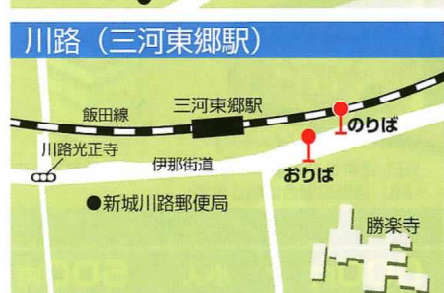 川路（三河東郷駅）
三河東郷駅
飯田線
のりば
川路光正寺
伊那街道
おりば
●新城川路郵便局
勝楽寺